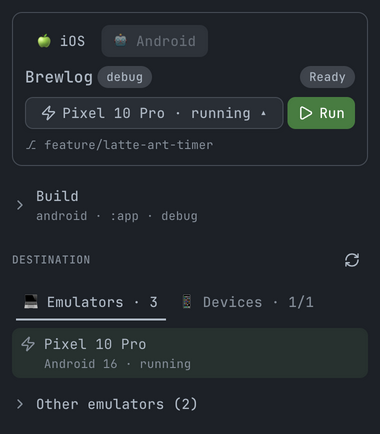 iOS Android
Brewlog debug Ready
Pixel 10 Pro · running Run
feature/latte-art-timer
Build
android · :app · debug
DESTINATION
Emulators · 3 Devices · 1/1
Pixel 10 Pro
Android 16 · running
Other emulators (2)